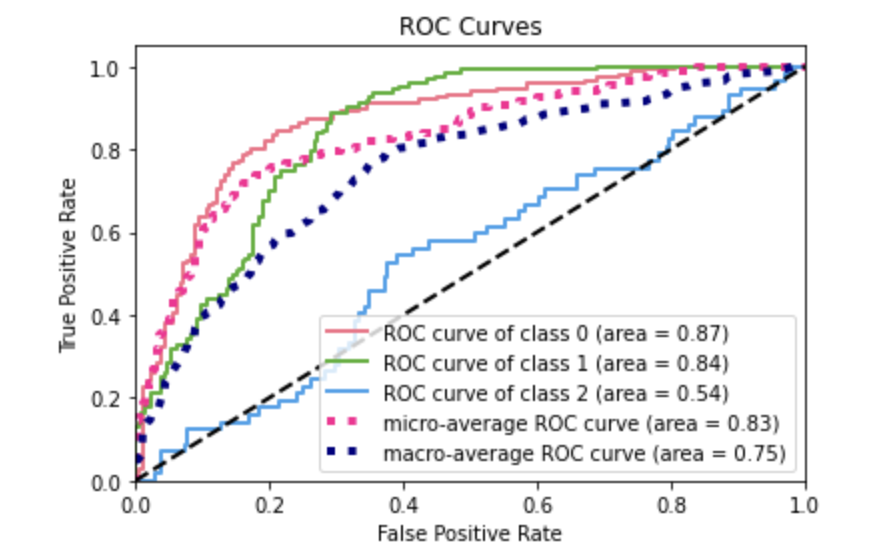 ROC Curves
True Positive Rate
1.0
0.8
0.6
0.4
0.2
0.0
ROC curve of class 0 (area = 0.87)
ROC curve of class 1 (area = 0.84)
ROC curve of class 2 (area = 0.54)
micro-average ROC curve (area = 0.83)
macro-average ROC curve (area = 0.75)
0.0 0.2 0.4 0.6 0.8 1.0
False Positive Rate